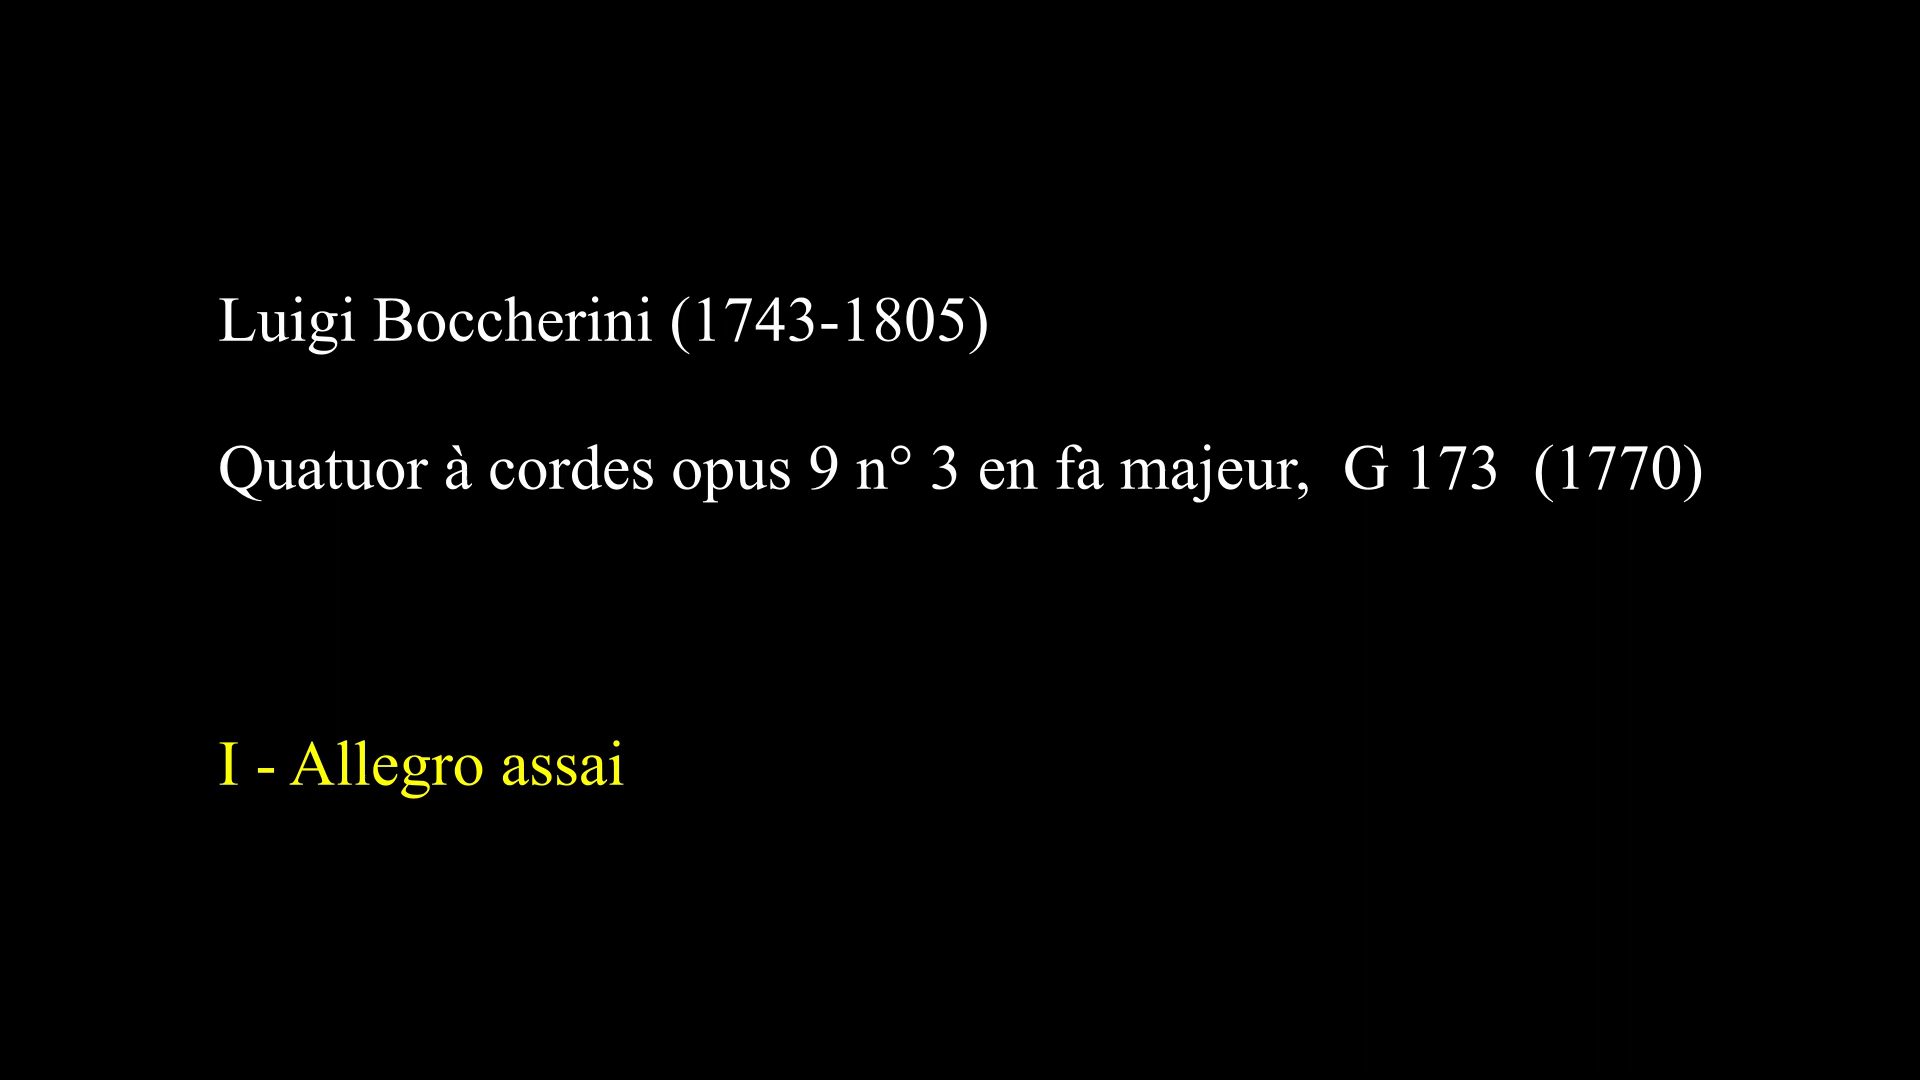 Luigi Boccherini (1743-1805)
Quatuor à cordes opus 9 n° 3 en fa majeur,  G 173  (1770)
I - Allegro assai